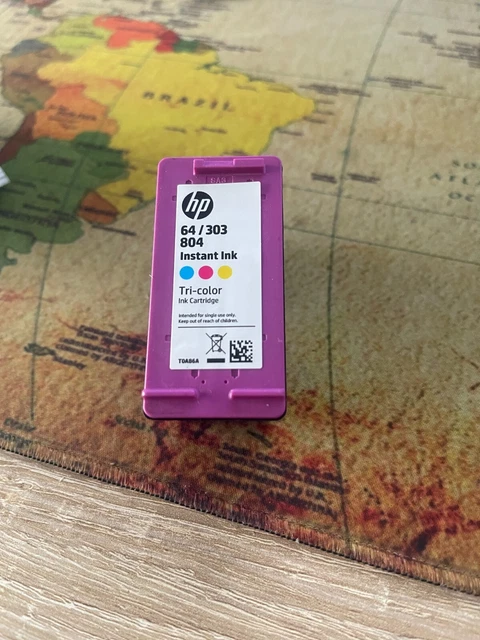 BRAZIL
hp
64 / 303
804
Instant Ink
Tri-color
Ink Cartridge
Intended for single use only.
Keep out of reach of children.
T0A86A